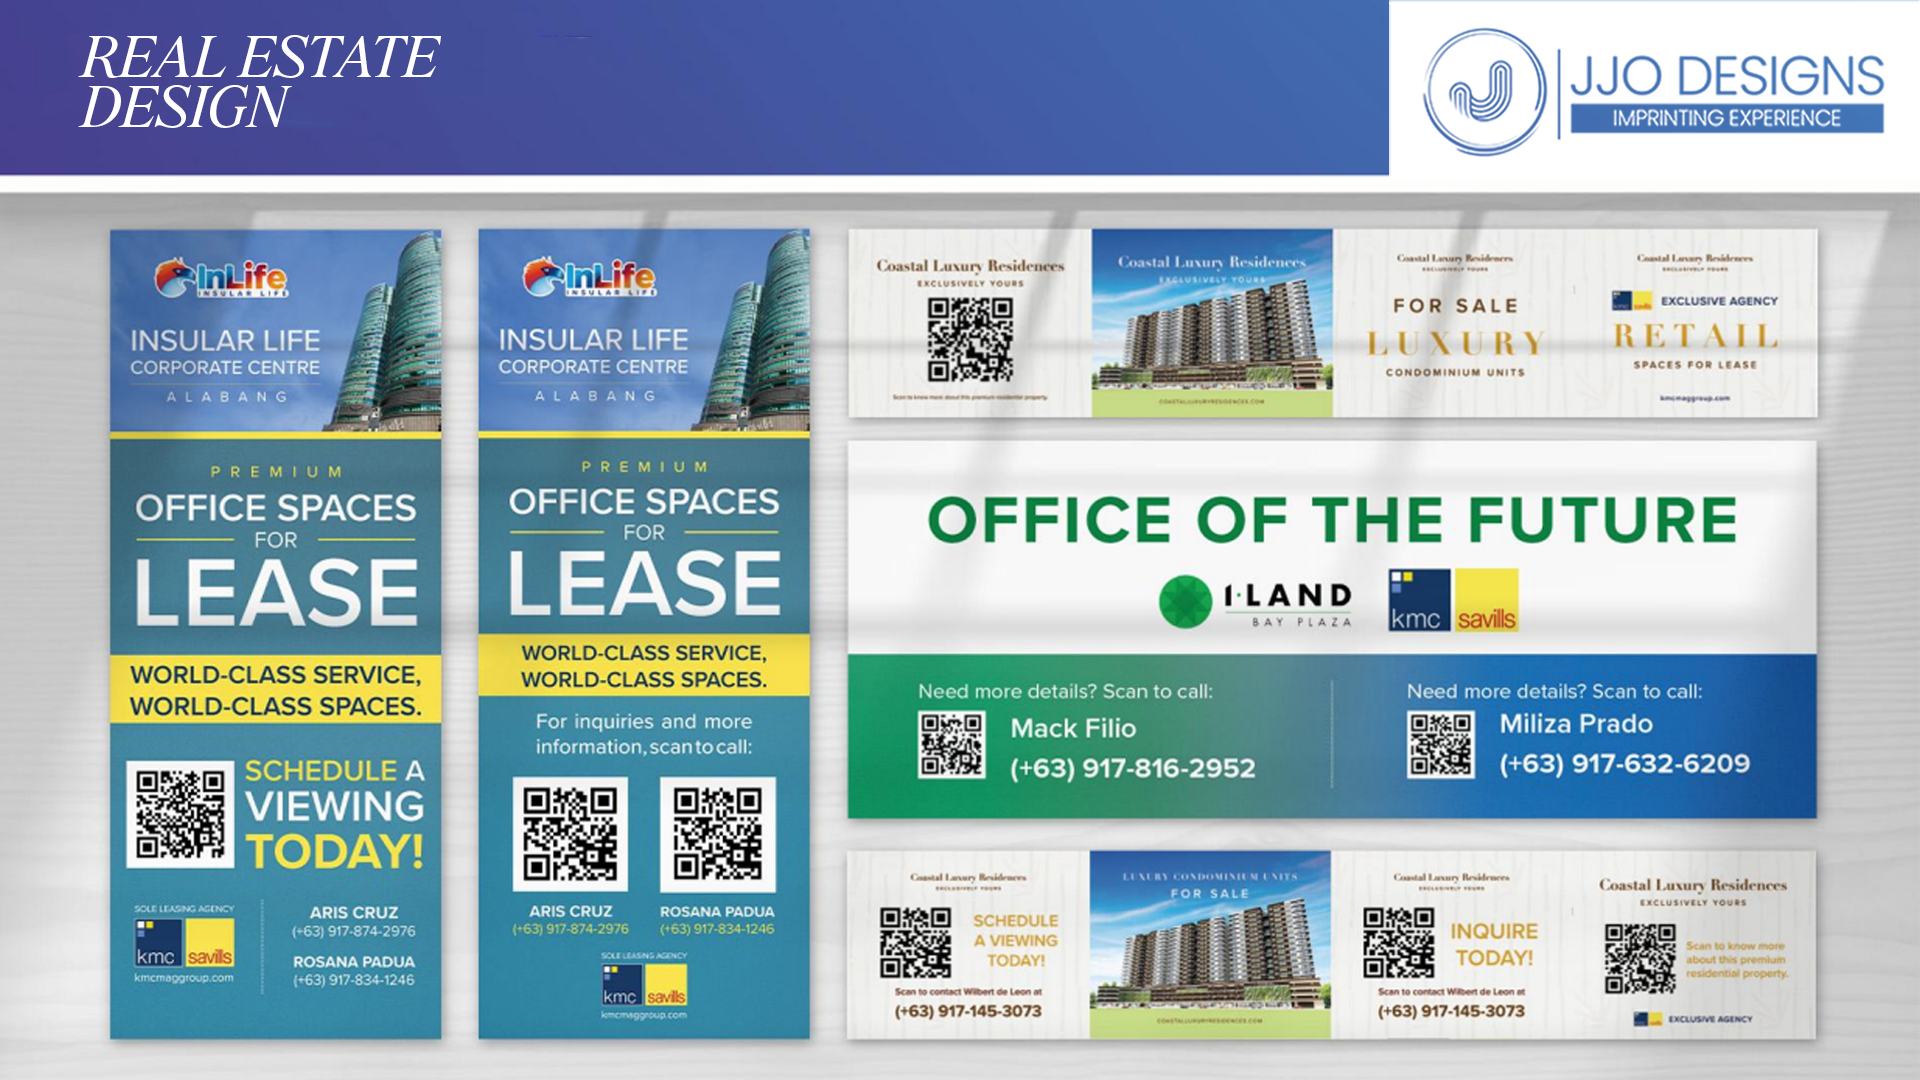 REAL ESTATE
DESIGN
JJO DESIGNS
IMPRINTING EXPERIENCE
InLife
INSULAR LIFE
INSULAR LIFE
CORPORATE CENTRE
ALABANG
PREMIUM
OFFICE SPACES
FOR
LEASE
WORLD-CLASS SERVICE,
WORLD-CLASS SPACES.
SCHEDULE A
VIEWING
TODAY!
SOLE LEASING AGENCY
kmc savills
kmcmaggroup.com
ARIS CRUZ
(+63) 917-874-2976
ROSANA PADUA
(+63) 917-834-1246
InLife
INSULAR LIFE
INSULAR LIFE
CORPORATE CENTRE
ALABANG
PREMIUM
OFFICE SPACES
FOR
LEASE
WORLD-CLASS SERVICE,
WORLD-CLASS SPACES.
For inquiries and more
information, scan to call:
ARIS CRUZ
(+63) 917-874-2976
ROSANA PADUA
(+63) 917-834-1246
SOLE LEASING AGENCY
kmc savills
kmcmaggroup.com
Coastal Luxury Residences
EXCLUSIVELY YOURS
Scan to know more about this premium residential property.
Coastal Luxury Residences
EXCLUSIVELY YOURS
COASTALLUXURYRESIDENCES.COM
Coastal Luxury Residences
EXCLUSIVELY YOURS
FOR SALE
LUXURY
CONDOMINIUM UNITS
Coastal Luxury Residences
EXCLUSIVELY YOURS
kmc savills EXCLUSIVE AGENCY
RETAIL
SPACES FOR LEASE
kmcmaggroup.com
OFFICE OF THE FUTURE
I·LAND
BAY PLAZA
kmc savills
Need more details? Scan to call:
Mack Filio
(+63) 917-816-2952
Need more details? Scan to call:
Miliza Prado
(+63) 917-632-6209
Coastal Luxury Residences
EXCLUSIVELY YOURS
SCHEDULE
A VIEWING
TODAY!
Scan to contact Wilbert de Leon at
(+63) 917-145-3073
LUXURY CONDOMINIUM UNITS
FOR SALE
COASTALLUXURYRESIDENCES.COM
Coastal Luxury Residences
EXCLUSIVELY YOURS
INQUIRE
TODAY!
Scan to contact Wilbert de Leon at
(+63) 917-145-3073
Coastal Luxury Residences
EXCLUSIVELY YOURS
Scan to know more
about this premium
residential property.
EXCLUSIVE AGENCY